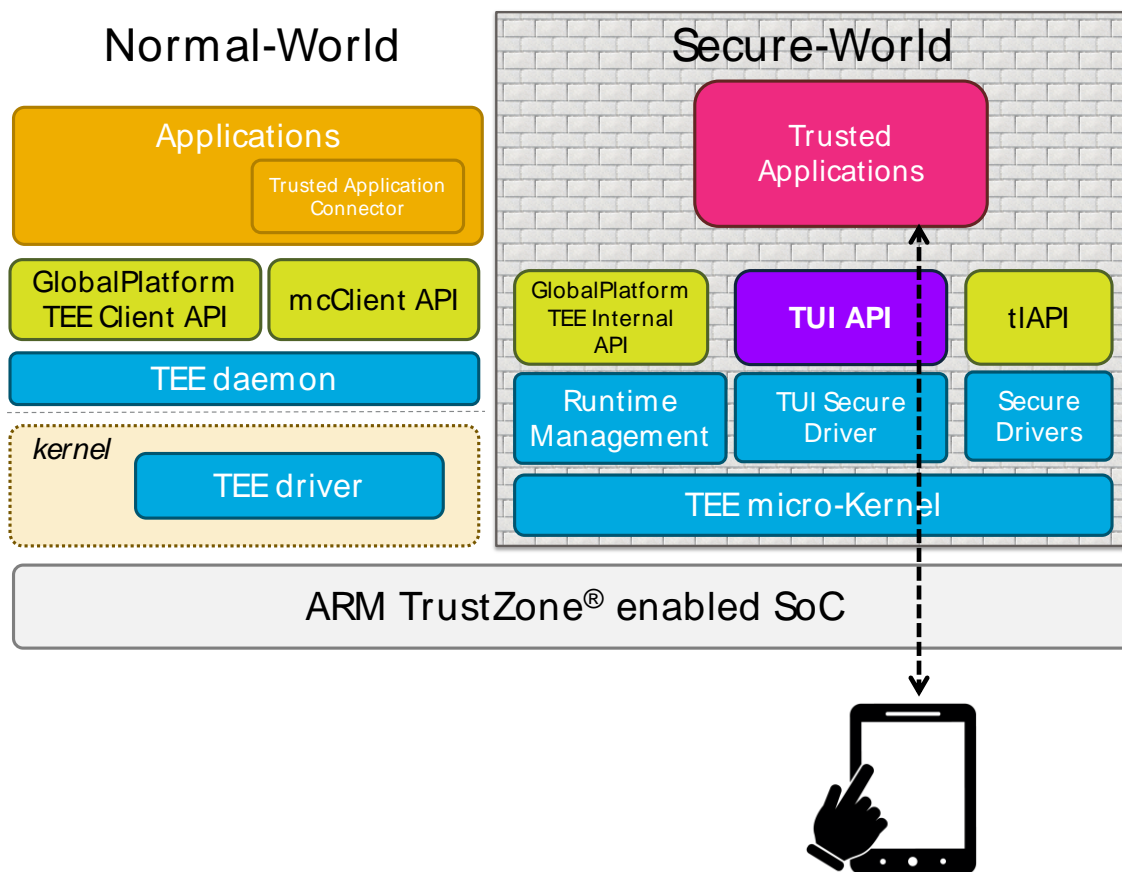 Normal-World
Secure-World
Applications
Trusted Application
Connector
Trusted
Applications
GlobalPlatform
TEE Client API
mcClient API
GlobalPlatform
TEE Internal
API
TUI API
tlAPI
TEE daemon
Runtime
Management
TUI Secure
Driver
Secure
Drivers
kernel
TEE driver
TEE micro-Kernel
ARM TrustZone® enabled SoC